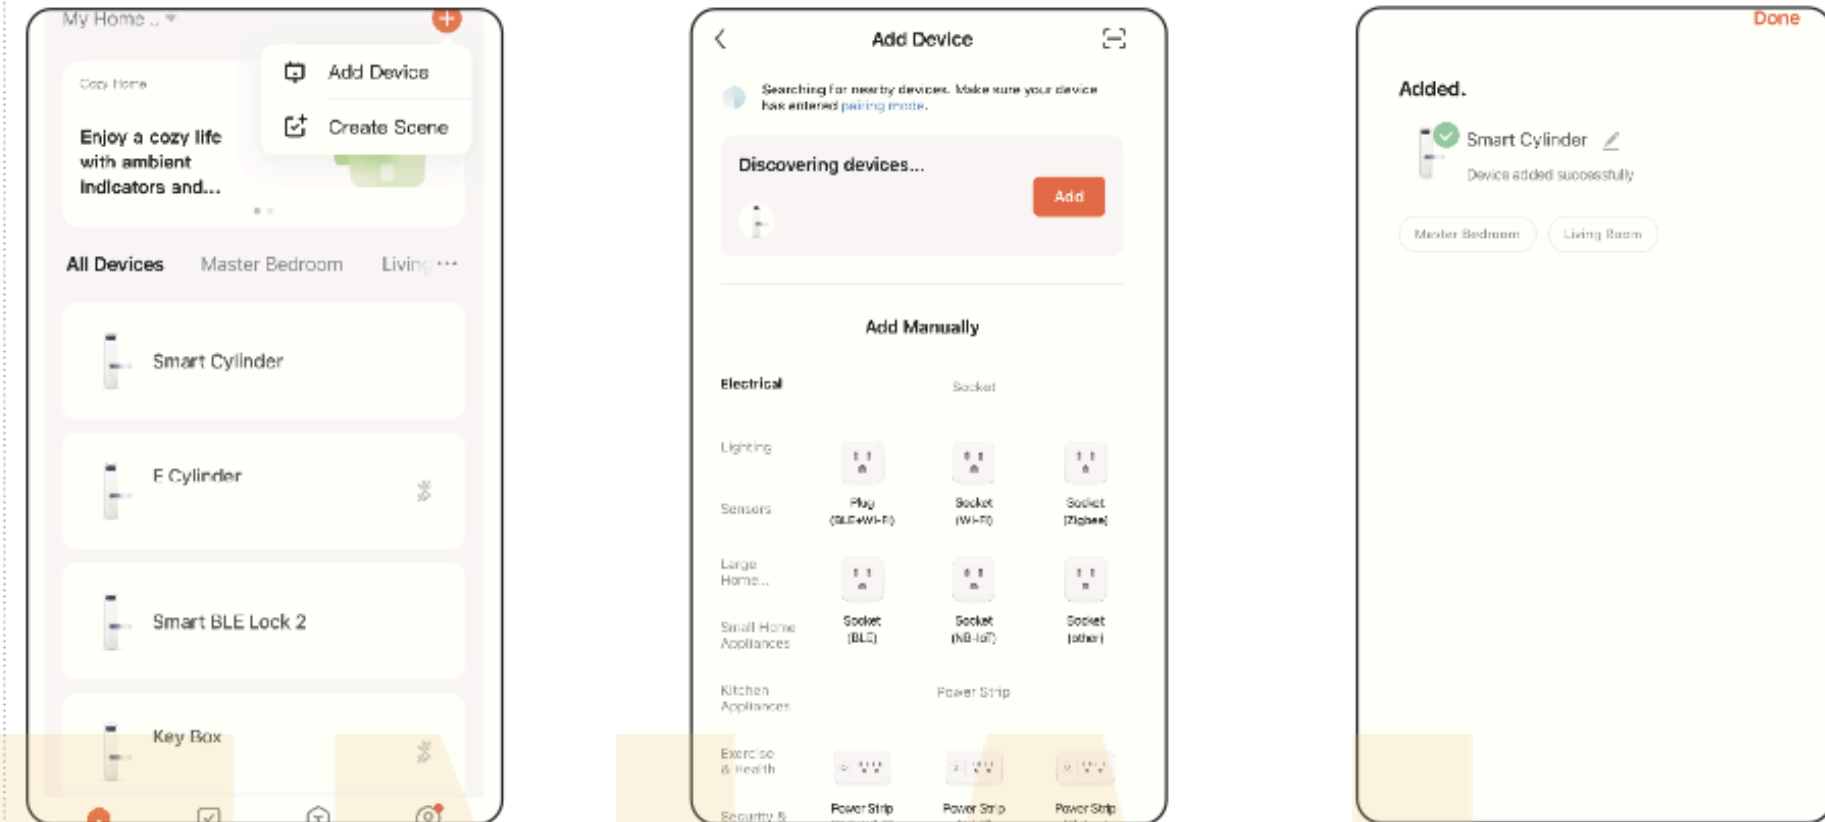 My Home ..
Add Device
Create Scene
Cozy Home
Enjoy a cozy life
with ambient
Indicators and...
All Devices
Master Bedroom
Living
Smart Cylinder
E Cylinder
Smart BLE Lock 2
Key Box
Add Device
Searching for nearby devices. Make sure your device
has entered pairing mode.
Discovering devices...
Add
Add Manually
Electrical
Socket
Lighting
Plug
(BLE+Wi-Fi)
Socket
(Wi-Fi)
Socket
(Zigbee)
Sensors
Large
Home...
Socket
(BLE)
Socket
(NB-IoT)
Socket
(other)
Small Home
Appliances
Kitchen
Appliances
Power Strip
Exercise
& Health
Power Strip
Power Strip
Power Strip
Security &
Done
Added.
Smart Cylinder
Device added successfully
Master Bedroom
Living Room